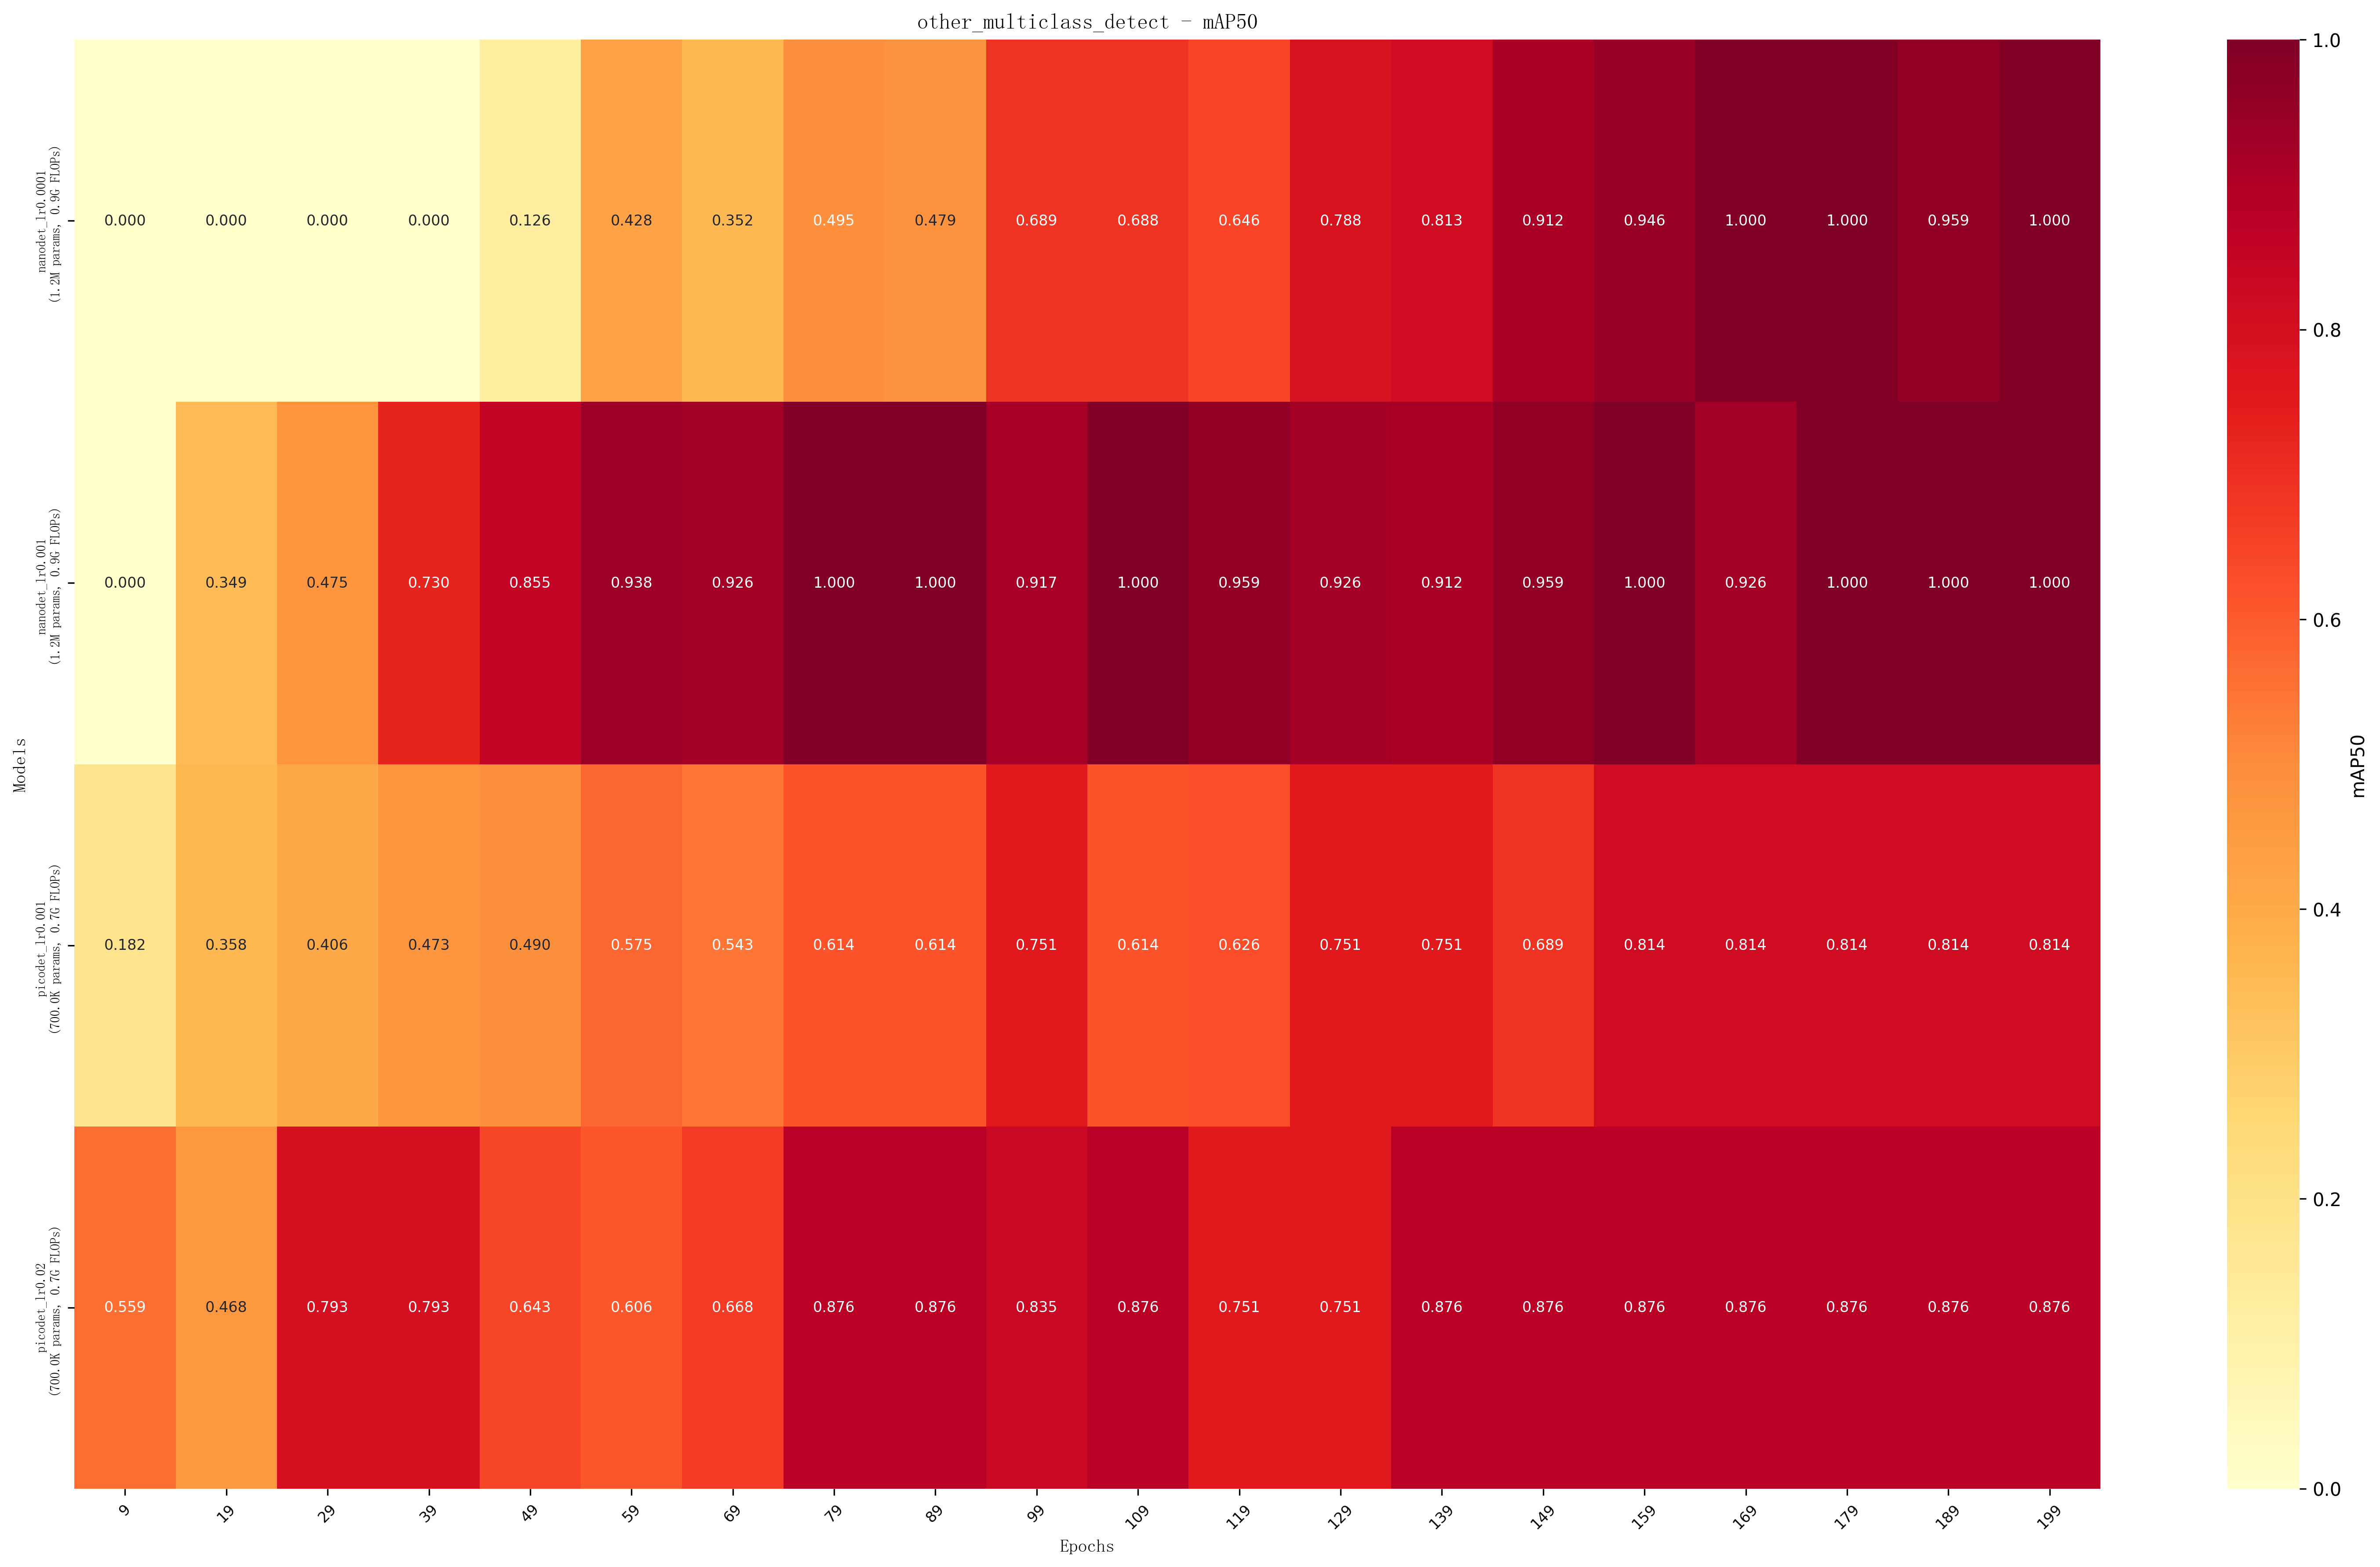 other_multiclass_detect - mAP50
Models
nanodet_lr0.0001
(1.2M params, 0.9G FLOPs)
0.000 0.000 0.000 0.000 0.126 0.428 0.352 0.495 0.479 0.689 0.688 0.646 0.788 0.813 0.912 0.946 1.000 1.000 0.959 1.000
nanodet_lr0.001
(1.2M params, 0.9G FLOPs)
0.000 0.349 0.475 0.730 0.855 0.938 0.926 1.000 1.000 0.917 1.000 0.959 0.926 0.912 0.959 1.000 0.926 1.000 1.000 1.000
picodet_lr0.001
(700.0K params, 0.7G FLOPs)
0.182 0.358 0.406 0.473 0.490 0.575 0.543 0.614 0.614 0.751 0.614 0.626 0.751 0.751 0.689 0.814 0.814 0.814 0.814 0.814
picodet_lr0.02
(700.0K params, 0.7G FLOPs)
0.559 0.468 0.793 0.793 0.643 0.606 0.668 0.876 0.876 0.835 0.876 0.751 0.751 0.876 0.876 0.876 0.876 0.876 0.876 0.876
9 19 29 39 49 59 69 79 89 99 109 119 129 139 149 159 169 179 189 199
Epochs
1.0
0.8
0.6
0.4
0.2
0.0
mAP50